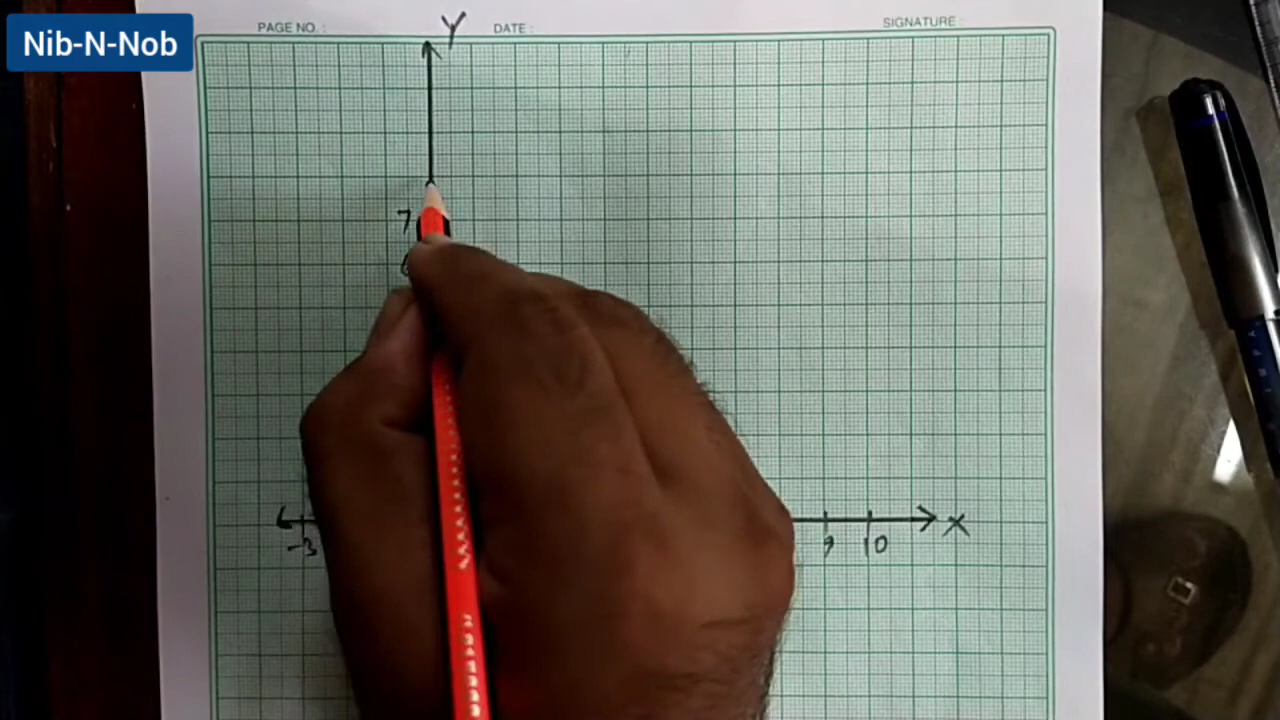 Nib-N-Nob
PAGE NO. : DATE : SIGNATURE :
Y
7
-3 9 10 X